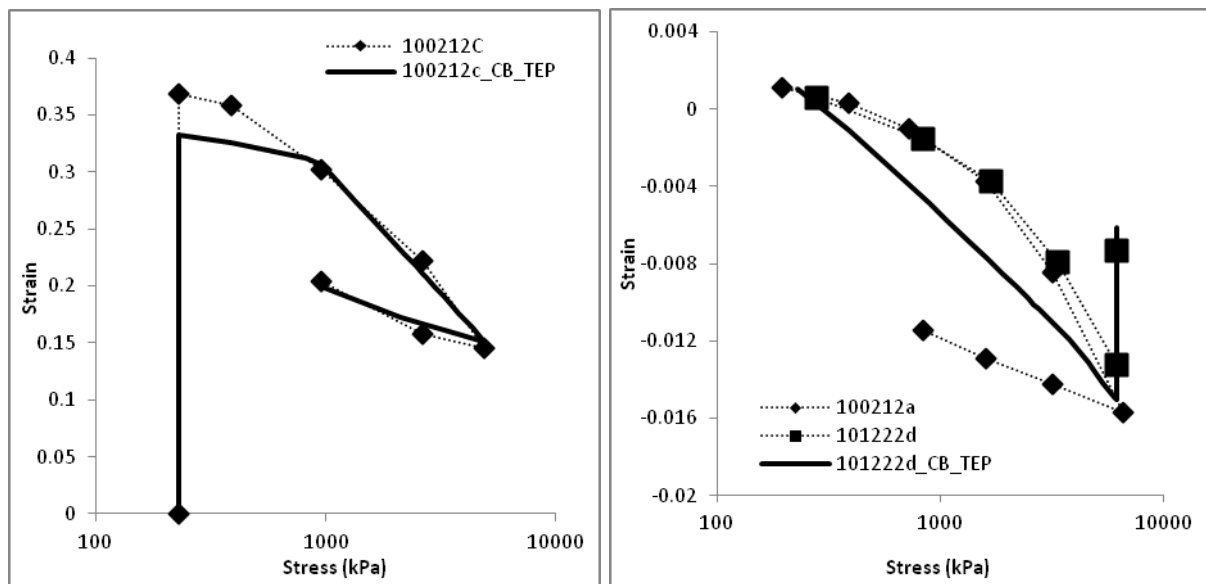 100212C
100212c_CB_TEP
0.4
0.35
0.3
0.25
0.2
0.15
0.1
0.05
0
Strain
100
1000
10000
Stress (kPa)
0.004
0
-0.004
-0.008
-0.012
-0.016
-0.02
Strain
100212a
101222d
101222d_CB_TEP
100
1000
10000
Stress (kPa)